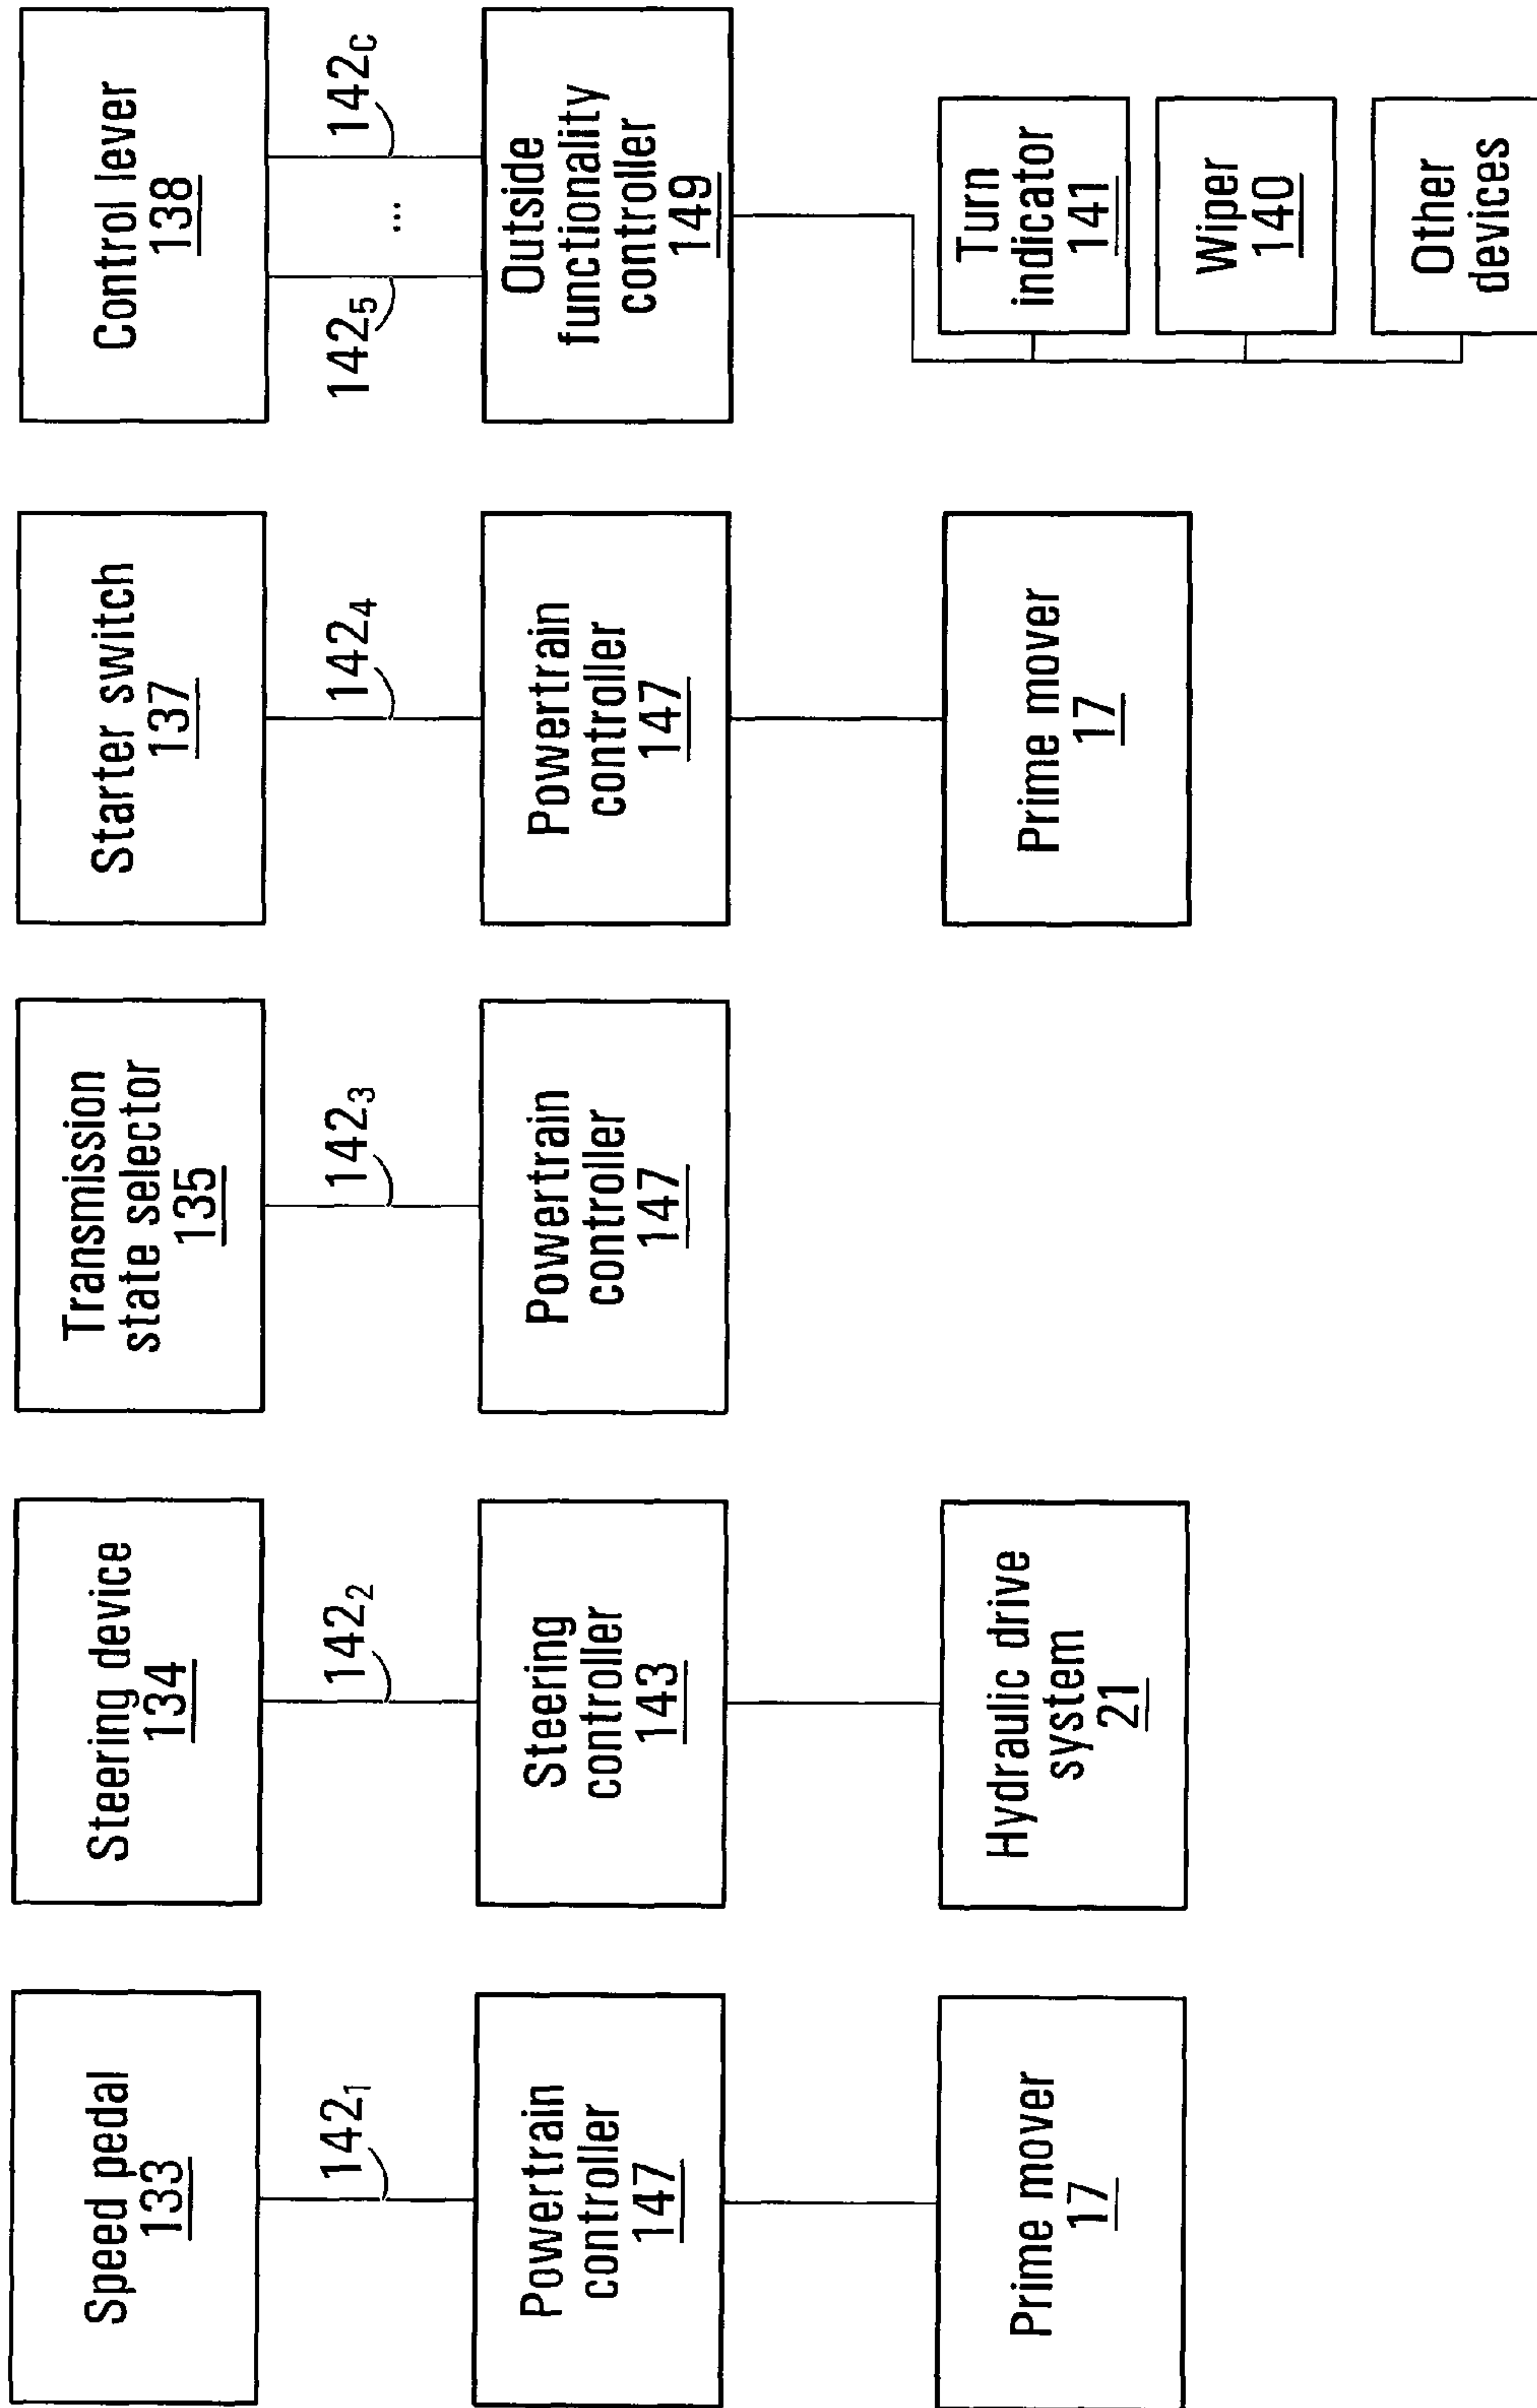 Speed pedal
133
142₁
Powertrain
controller
147
Prime mover
17
Steering device
134
142₂
Steering
controller
143
Hydraulic drive
system
21
Transmission
state selector
135
142₃
Powertrain
controller
147
Starter switch
137
142₄
Powertrain
controller
147
Prime mover
17
Control lever
138
142₅
...
142c
Outside
functionality
controller
149
Turn
indicator
141
Wiper
140
Other
devices